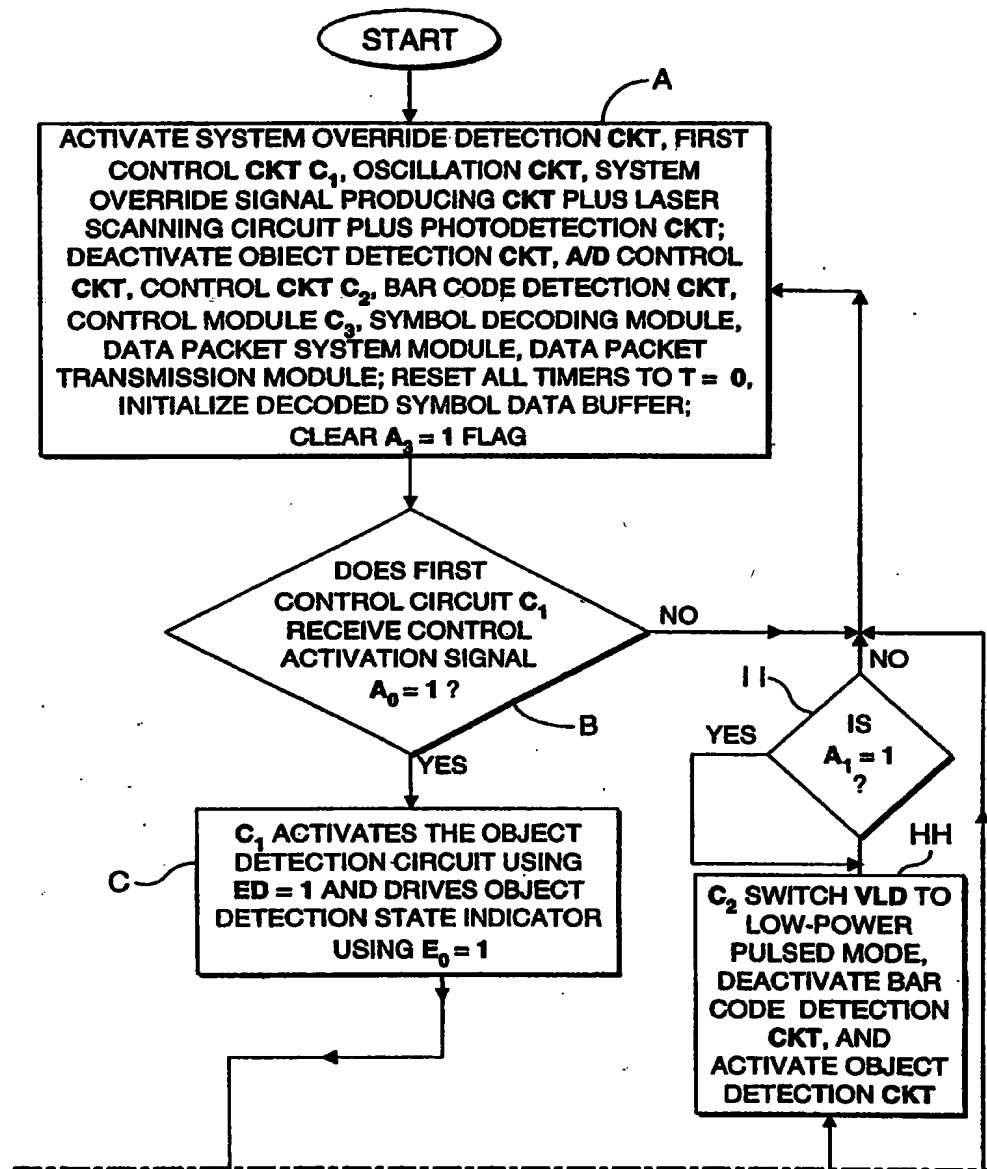 START
A
ACTIVATE SYSTEM OVERRIDE DETECTION CKT, FIRST
CONTROL CKT C1, OSCILLATION CKT, SYSTEM
OVERRIDE SIGNAL PRODUCING CKT PLUS LASER
SCANNING CIRCUIT PLUS PHOTODETECTION CKT;
DEACTIVATE OBIECT DETECTION CKT, A/D CONTROL
CKT, CONTROL CKT C2, BAR CODE DETECTION CKT,
CONTROL MODULE C3, SYMBOL DECODING MODULE,
DATA PACKET SYSTEM MODULE, DATA PACKET
TRANSMISSION MODULE; RESET ALL TIMERS TO T = 0,
INITIALIZE DECODED SYMBOL DATA BUFFER;
CLEAR A3 = 1 FLAG
DOES FIRST
CONTROL CIRCUIT C1
RECEIVE CONTROL
ACTIVATION SIGNAL
A0 = 1 ?
NO
B
YES
NO
II
IS
A1 = 1
?
YES
C1 ACTIVATES THE OBJECT
DETECTION CIRCUIT USING
ED = 1 AND DRIVES OBJECT
DETECTION STATE INDICATOR
USING E0 = 1
C
HH
C2 SWITCH VLD TO
LOW-POWER
PULSED MODE,
DEACTIVATE BAR
CODE DETECTION
CKT, AND
ACTIVATE OBJECT
DETECTION CKT